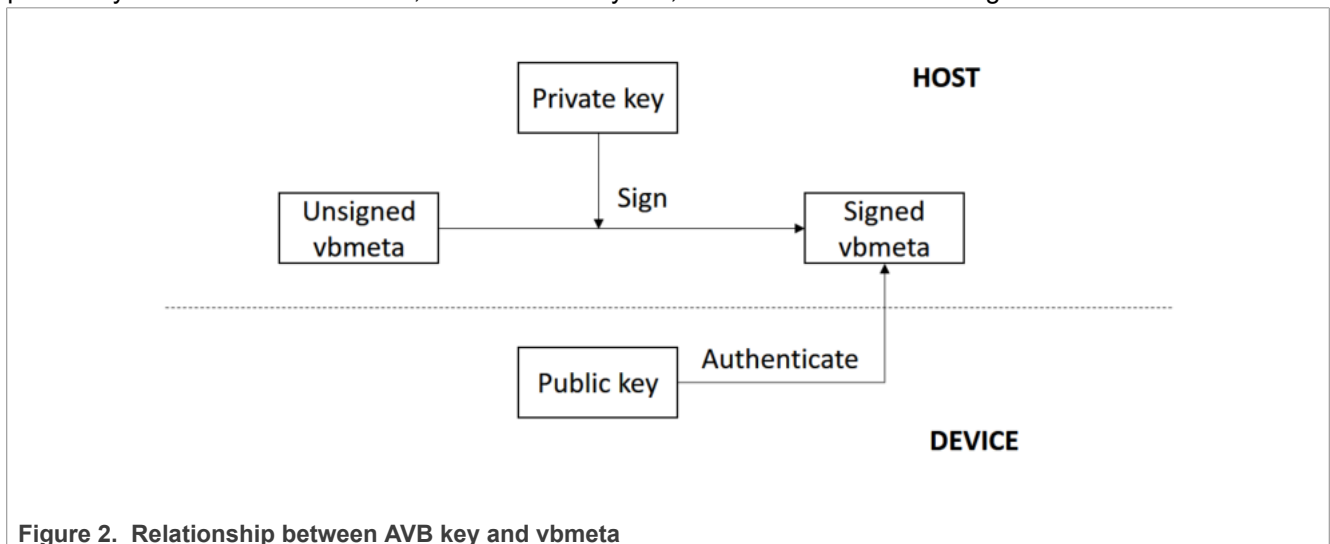 HOST
Private key
Sign
Unsigned
vbmeta
Signed
vbmeta
Authenticate
Public key
DEVICE
Figure 2. Relationship between AVB key and vbmeta